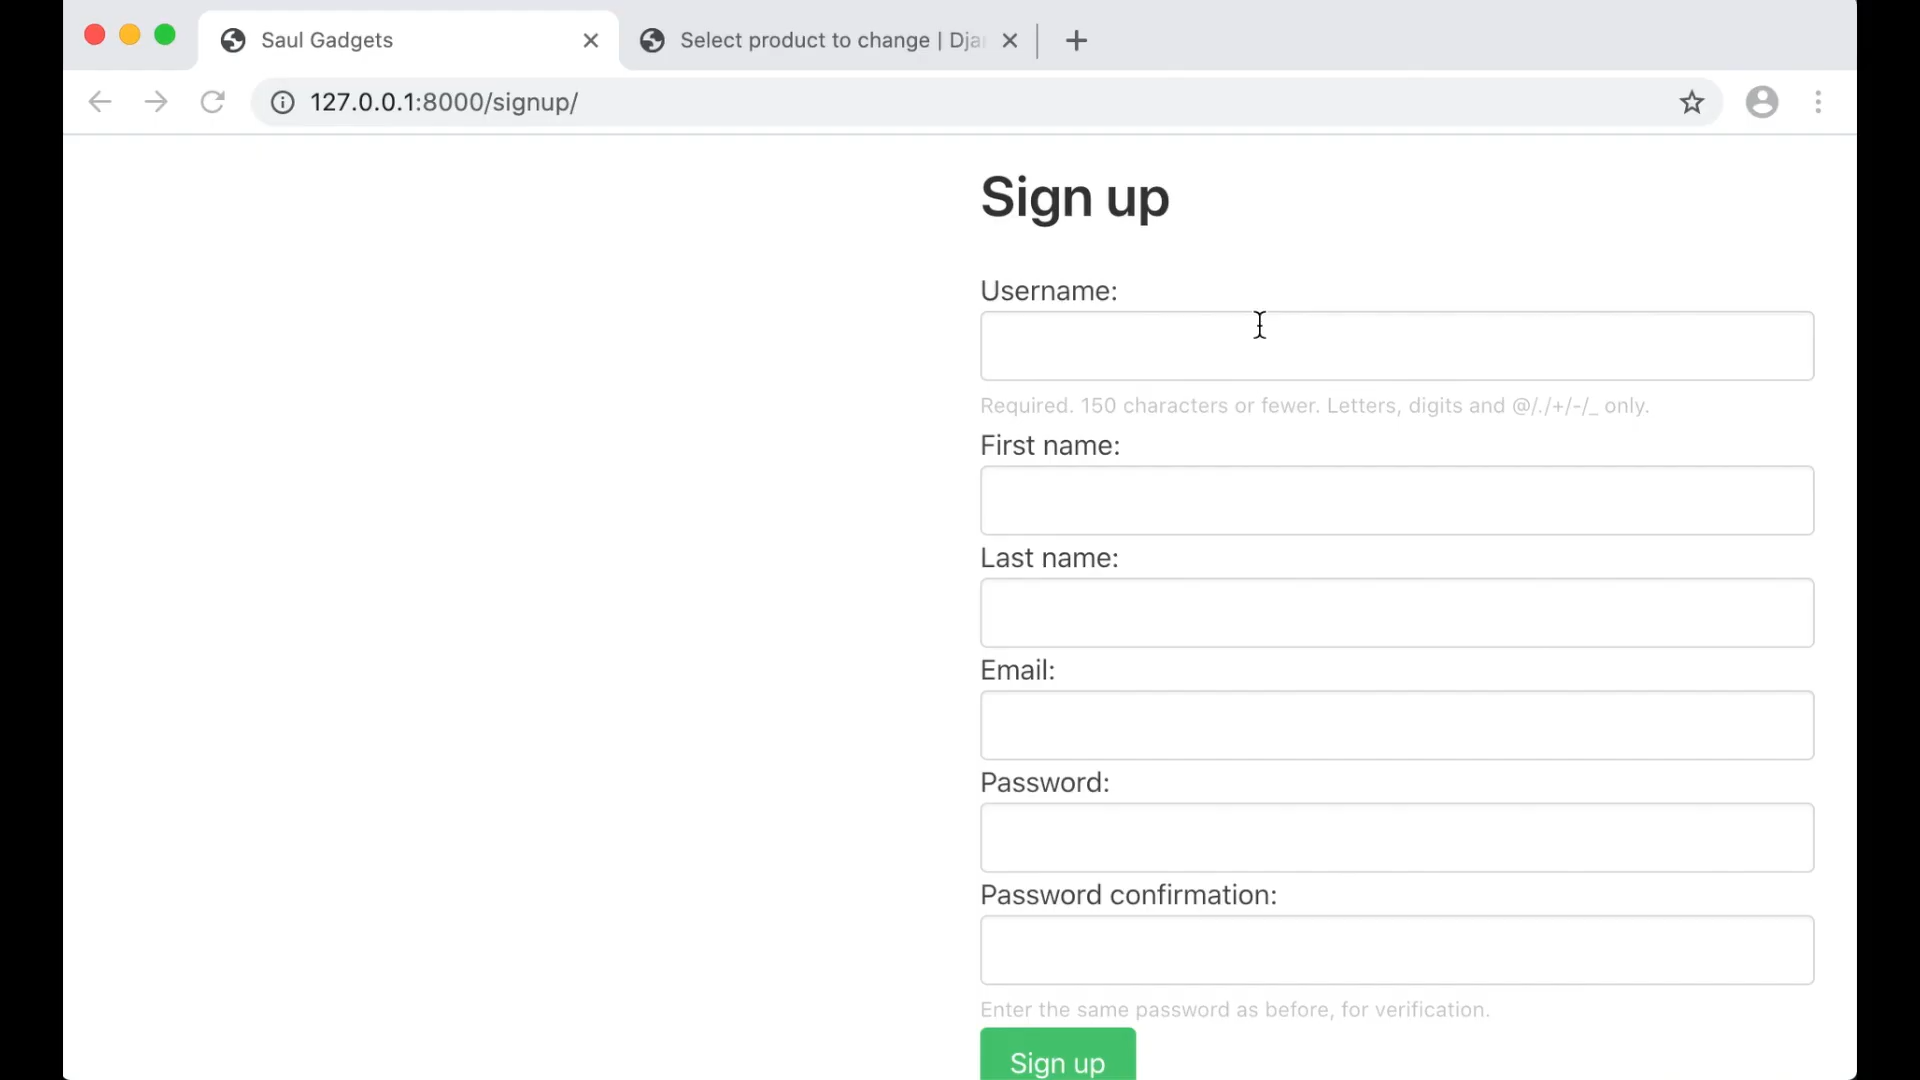 Saul Gadgets
Select product to change | Dja
127.0.0.1:8000/signup/
Sign up
Username:
Required. 150 characters or fewer. Letters, digits and @/./+/-/_ only.
First name:
Last name:
Email:
Password:
Password confirmation:
Enter the same password as before, for verification.
Sign up